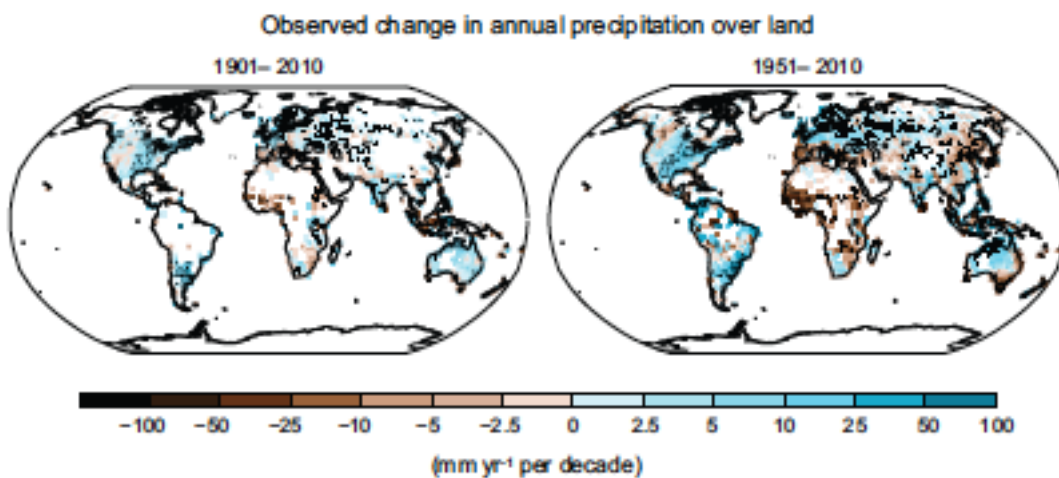 Observed change in annual precipitation over land
1901– 2010
1951– 2010
−100 −50 −25 −10 −5 −2.5 0 2.5 5 10 25 50 100
(mm yr⁻¹ per decade)